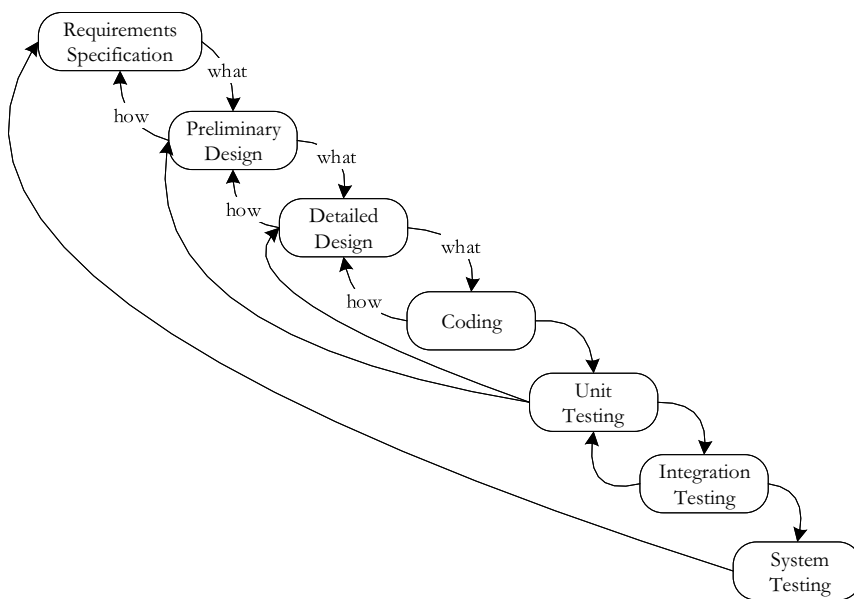 Requirements
Specification
what
how
Preliminary
Design
what
how
Detailed
Design
what
how
Coding
Unit
Testing
Integration
Testing
System
Testing